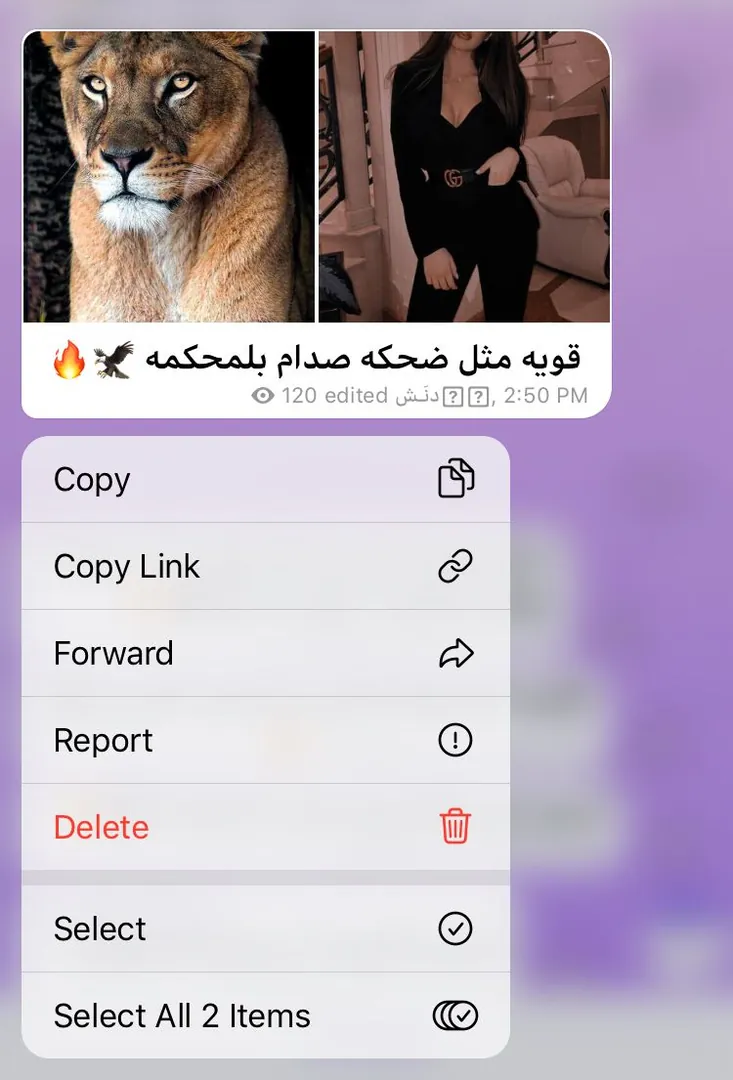 قويه مثل ضحكه صدام بلمحكمه 🦅🔥
120 edited دنَـش, 2:50 PM
Copy
Copy Link
Forward
Report
Delete
Select
Select All 2 Items